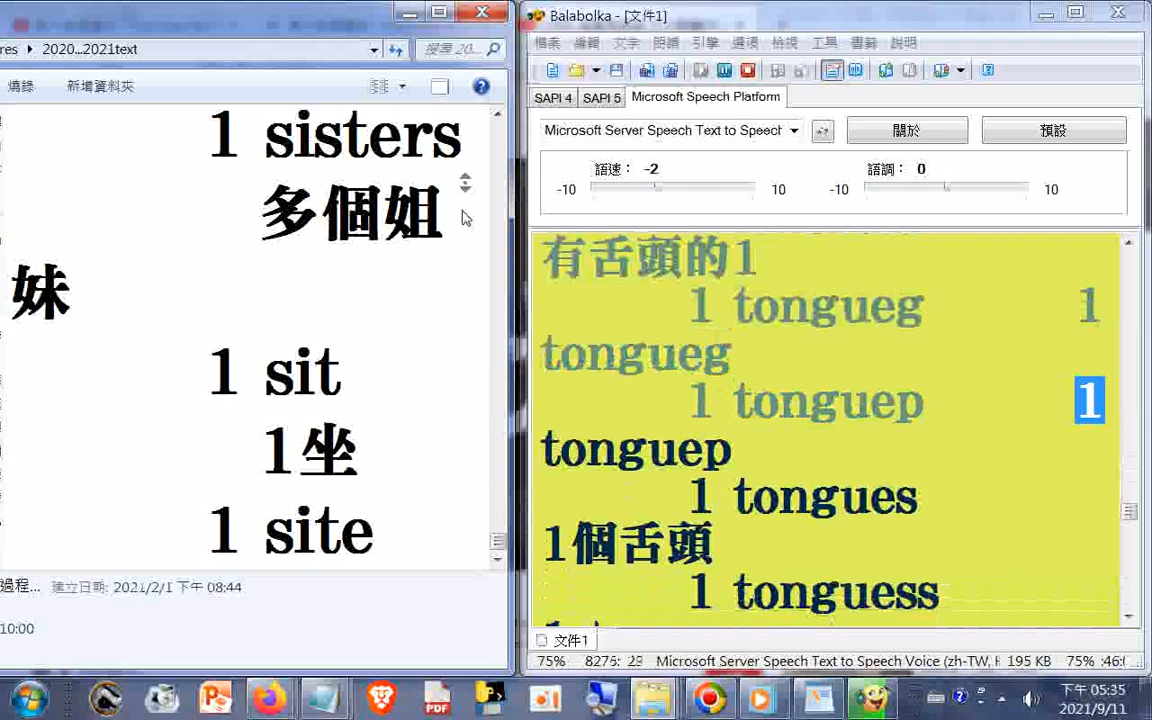 res ▸ 2020...2021text
搜尋 20...
燒錄 新增資料夾
1 sisters
多個姐
妹
1 sit
1坐
1 site
過程... 建立日期: 2021/2/1 下午 08:44
10:00
Balabolka - [文件1]
檔案 編輯 文字 閱讀 引擎 選項 檢視 工具 書籤 說明
SAPI 4 SAPI 5 Microsoft Speech Platform
Microsoft Server Speech Text to Speech 關於 預設
語速： -2 語調： 0
-10 10 -10 10
有舌頭的1
1 tongueg 1
tongueg
1 tonguep 1
tonguep
1 tongues
1個舌頭
1 tonguess
文件1
75% 8276: 23 Microsoft Server Speech Text to Speech Voice (zh-TW, H 195 KB 75% :46:
PDF
下午 05:35
2021/9/11